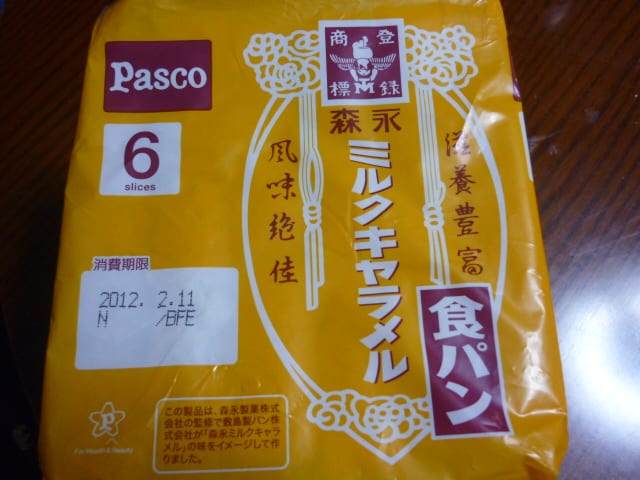 Pasco
6
slices
商登
標録
森永
ミルクキャラメル
滋養豊富
風味絶佳
食パン
消費期限
2012. 2.11
N /BFE
この製品は、森永製菓株式
会社の監修で敷島製パン株
式会社が「森永ミルクキャラ
メル」の味をイメージして作
りました。
P
For Health & Beauty